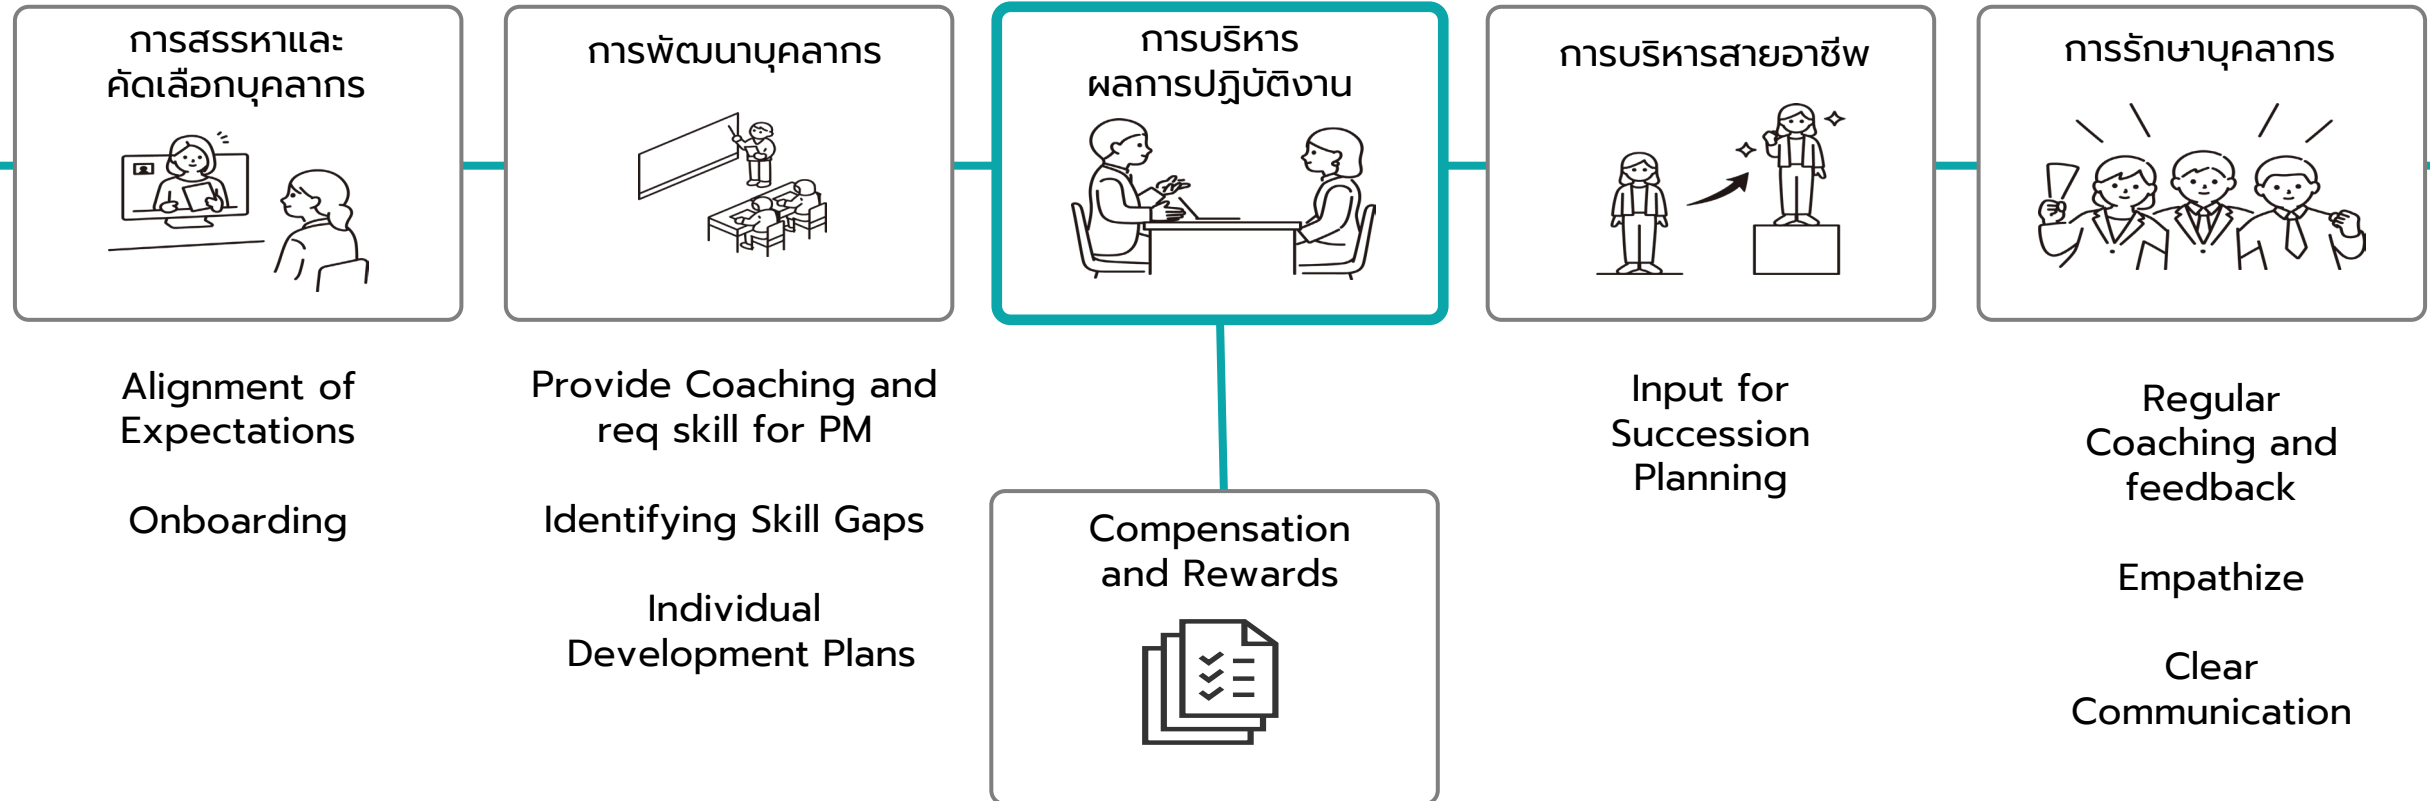 การสรรหาและ
คัดเลือกบุคลากร
Alignment of
Expectations
Onboarding
การพัฒนาบุคลากร
Provide Coaching and
req skill for PM
Identifying Skill Gaps
Individual
Development Plans
การบริหาร
ผลการปฏิบัติงาน
Compensation
and Rewards
การบริหารสายอาชีพ
Input for
Succession
Planning
การรักษาบุคลากร
Regular
Coaching and
feedback
Empathize
Clear
Communication